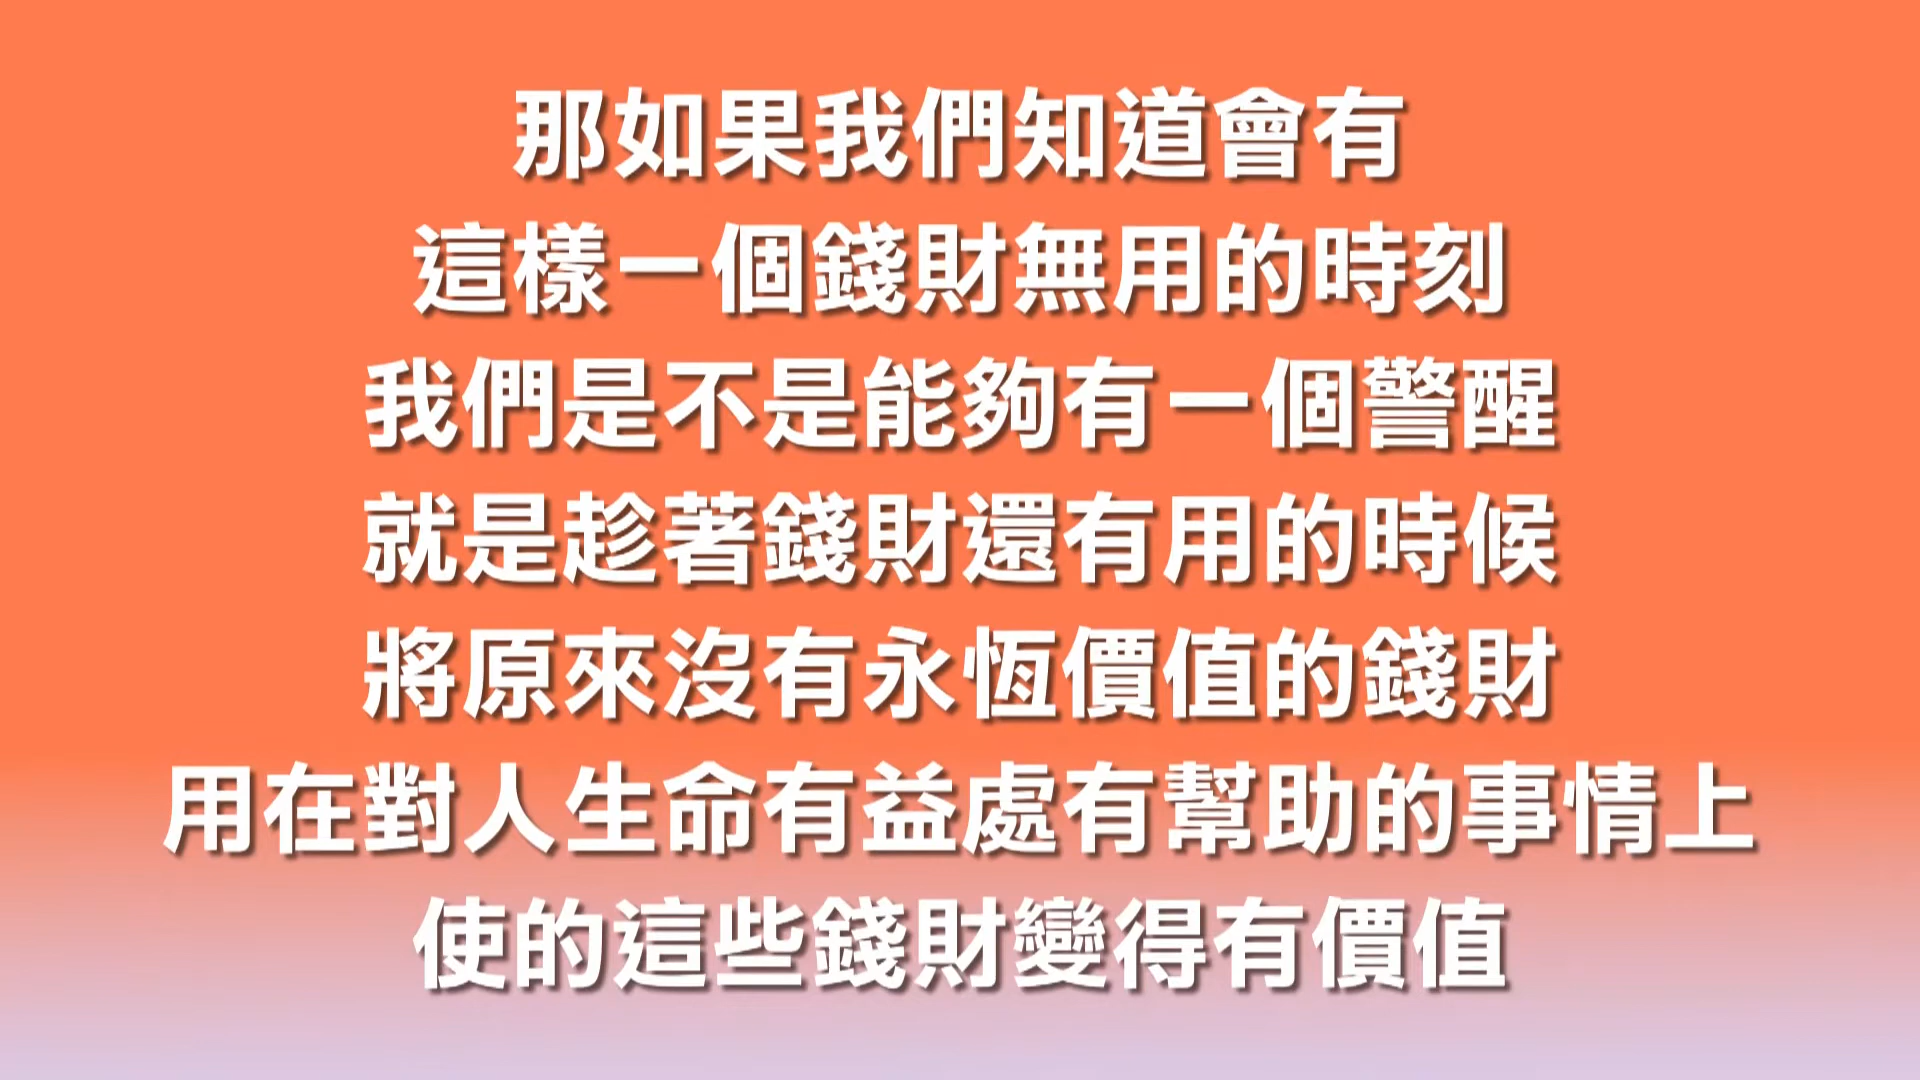 那如果我們知道會有
這樣一個錢財無用的時刻
我們是不是能夠有一個警醒
就是趁著錢財還有用的時候
將原來沒有永恆價值的錢財
用在對人生命有益處有幫助的事情上
使的這些錢財變得有價值